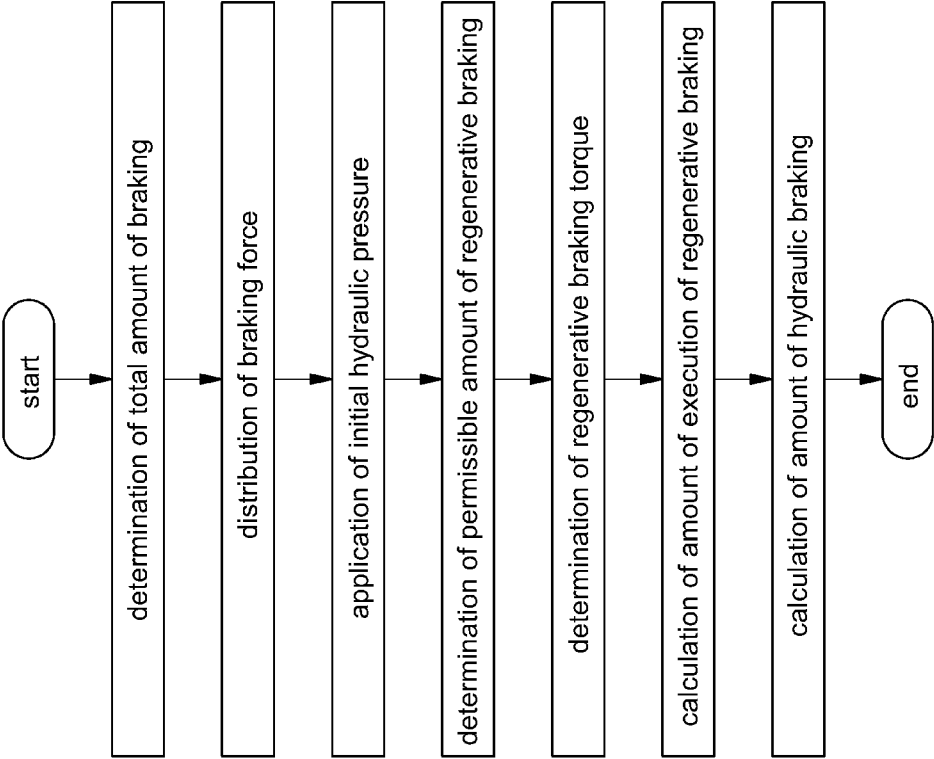 start
determination of total amount of braking
distribution of braking force
application of initial hydraulic pressure
determination of permissible amount of regenerative braking
determination of regenerative braking torque
calculation of amount of execution of regenerative braking
calculation of amount of hydraulic braking
end